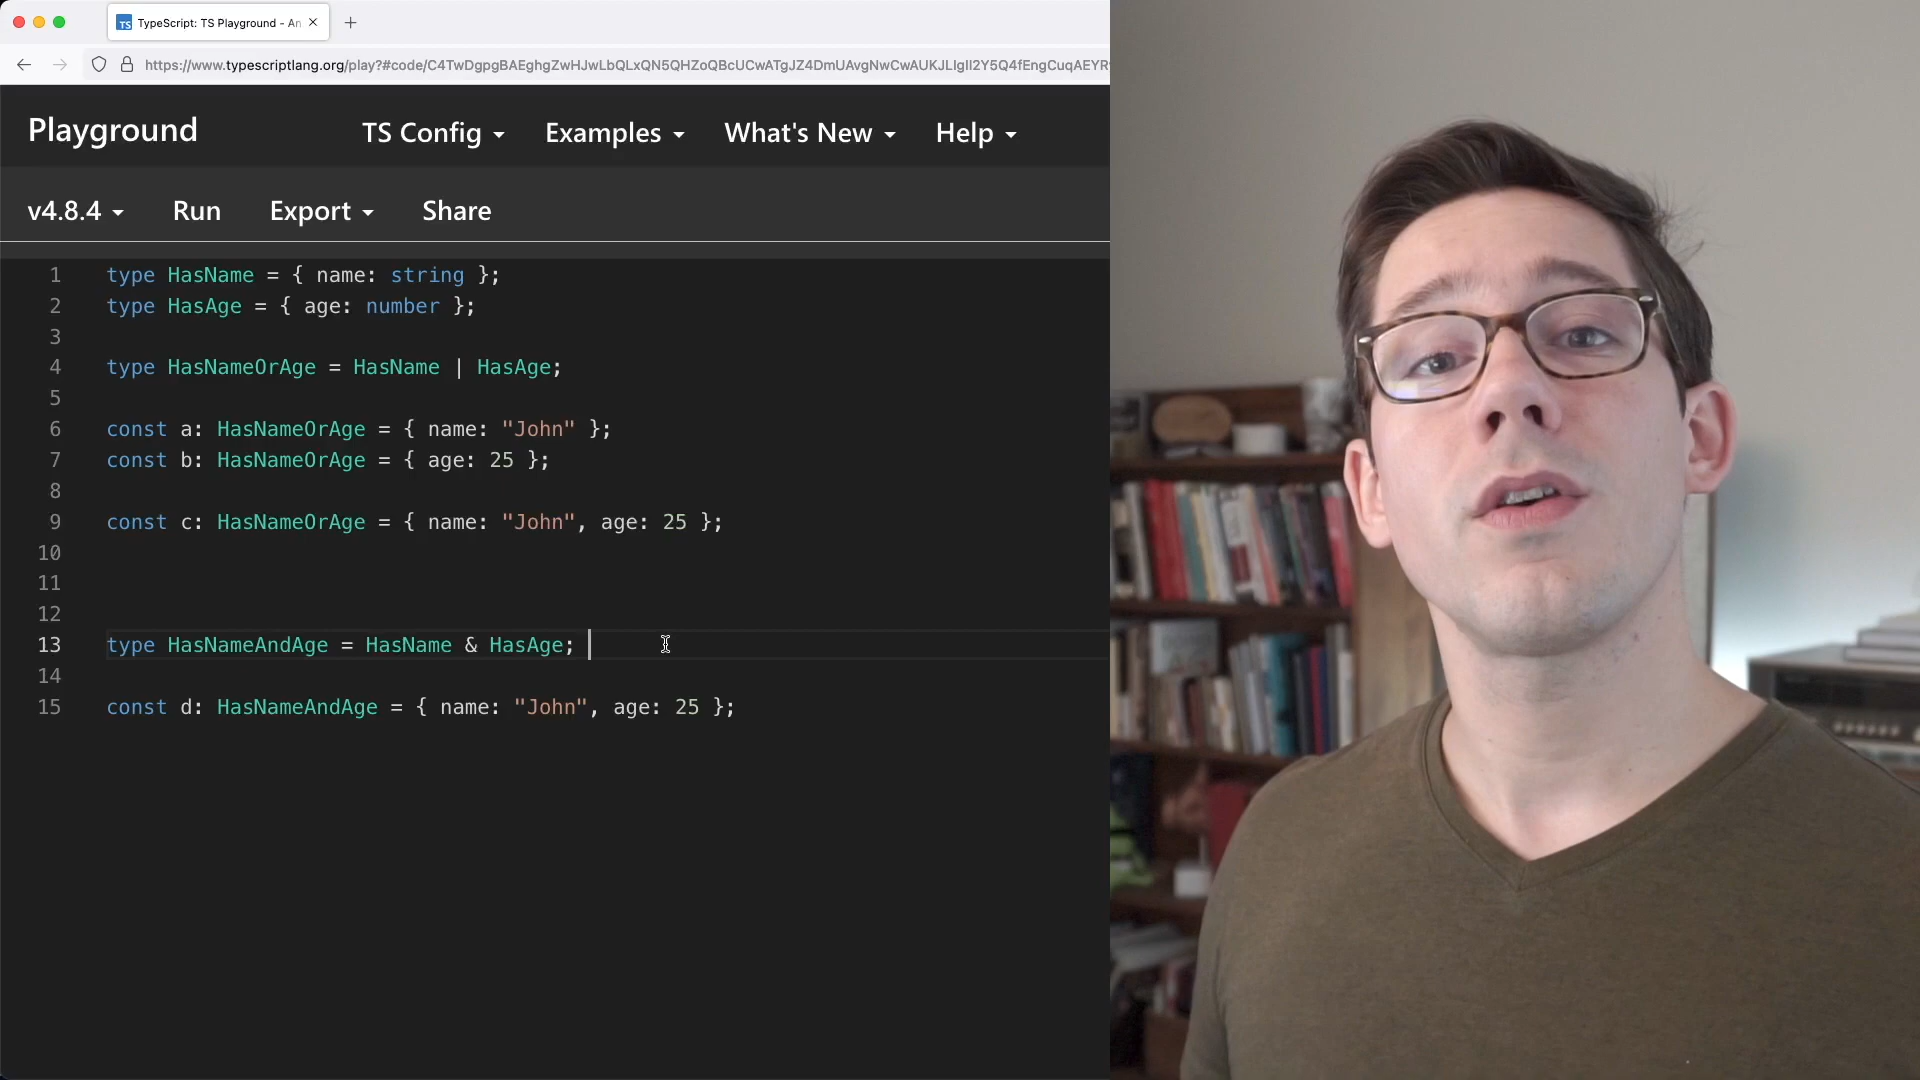 TypeScript: TS Playground - An
https://www.typescriptlang.org/play?#code/C4TwDgpgBAEghgZwHJwLbQLxQN5QHZoQBcUCwATgJZ4DmUAvgNwCwAUKJLIgIl2Y5Q4fEngCuqAEYR
Playground
TS Config
Examples
What's New
Help
v4.8.4
Run
Export
Share
1 type HasName = { name: string };
2 type HasAge = { age: number };
3
4 type HasNameOrAge = HasName | HasAge;
5
6 const a: HasNameOrAge = { name: "John" };
7 const b: HasNameOrAge = { age: 25 };
8
9 const c: HasNameOrAge = { name: "John", age: 25 };
10
11
12
13 type HasNameAndAge = HasName & HasAge;
14
15 const d: HasNameAndAge = { name: "John", age: 25 };